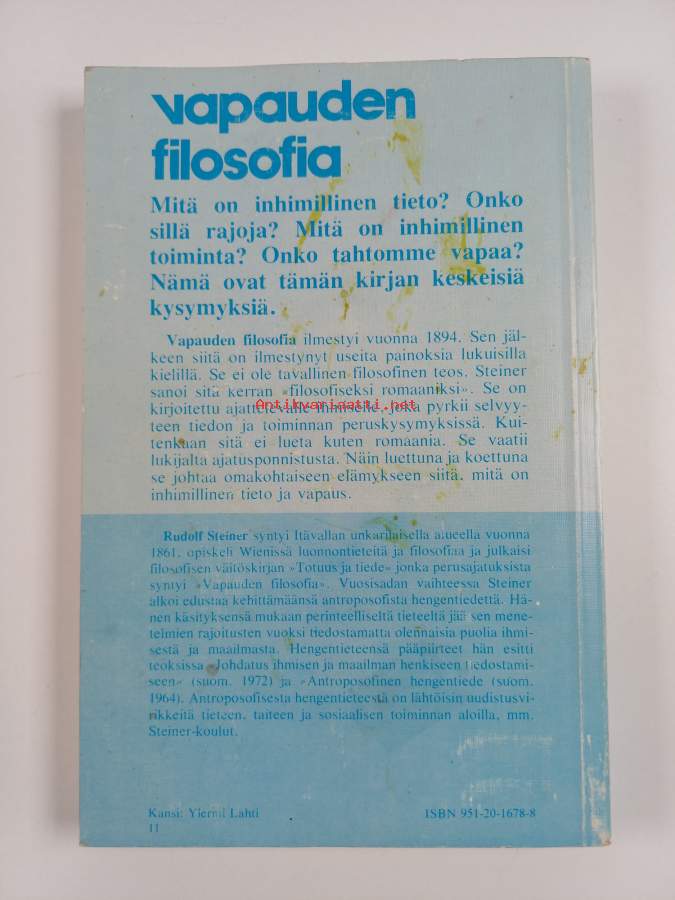 vapauden
filosofia
Mitä on inhimillinen tieto? Onko
sillä rajoja? Mitä on inhimillinen
toiminta? Onko tahtomme vapaa?
Nämä ovat tämän kirjan keskeisiä
kysymyksiä.
Vapauden filosofia ilmestyi vuonna 1894. Sen jäl-
keen siitä on ilmestynyt useita painoksia lukuisilla
kielillä. Se ei ole tavallinen filosofinen teos. Steiner
sanoi sitä kerran »filosofiseksi romaaniksi». Se on
kirjoitettu ajattelevalle ihmiselle, joka pyrkii selvyy-
Antikvariaatti.net
teen tiedon ja toiminnan peruskysymyksissä. Kui-
tenkaan sitä ei lueta kuten romaania. Se vaatii
lukijalta ajatusponnistusta. Näin luettuna ja koettuna
se johtaa omakohtaiseen elämykseen siitä, mitä on
inhimillinen tieto ja vapaus.
Rudolf Steiner syntyi Itävallan unkarilaisella alueella vuonna
1861, opiskeli Wienissä luonnontieteitä ja filosofiaa ja julkaisi
filosofisen väitöskirjan »Totuus ja tiede» jonka perusajatuksista
syntyi »Vapauden filosofia». Vuosisadan vaihteessa Steiner
alkoi edustaa kehittämäänsä antroposofista hengentiedettä. Hä-
nen käsityksensä mukaan perinteelliseltä tieteeltä jää sen mene-
telmien rajoitusten vuoksi tiedostamatta olennaisia puolia ihmi-
sestä ja maailmasta. Hengentieteensä pääpiirteet hän esitti
teoksissa »Johdatus ihmisen ja maailman henkiseen tiedostami-
seen» (suom. 1972) ja »Antroposofinen hengentiede (suom.
1964). Antroposofisesta hengentieteestä on lähtöisin uudistusvi-
rikkeitä tieteen, taiteen ja sosiaalisen toiminnan aloilla, mm.
Steiner-koulut.
Kansi: Yjermi Lahti ISBN 951-20-1678-8
11